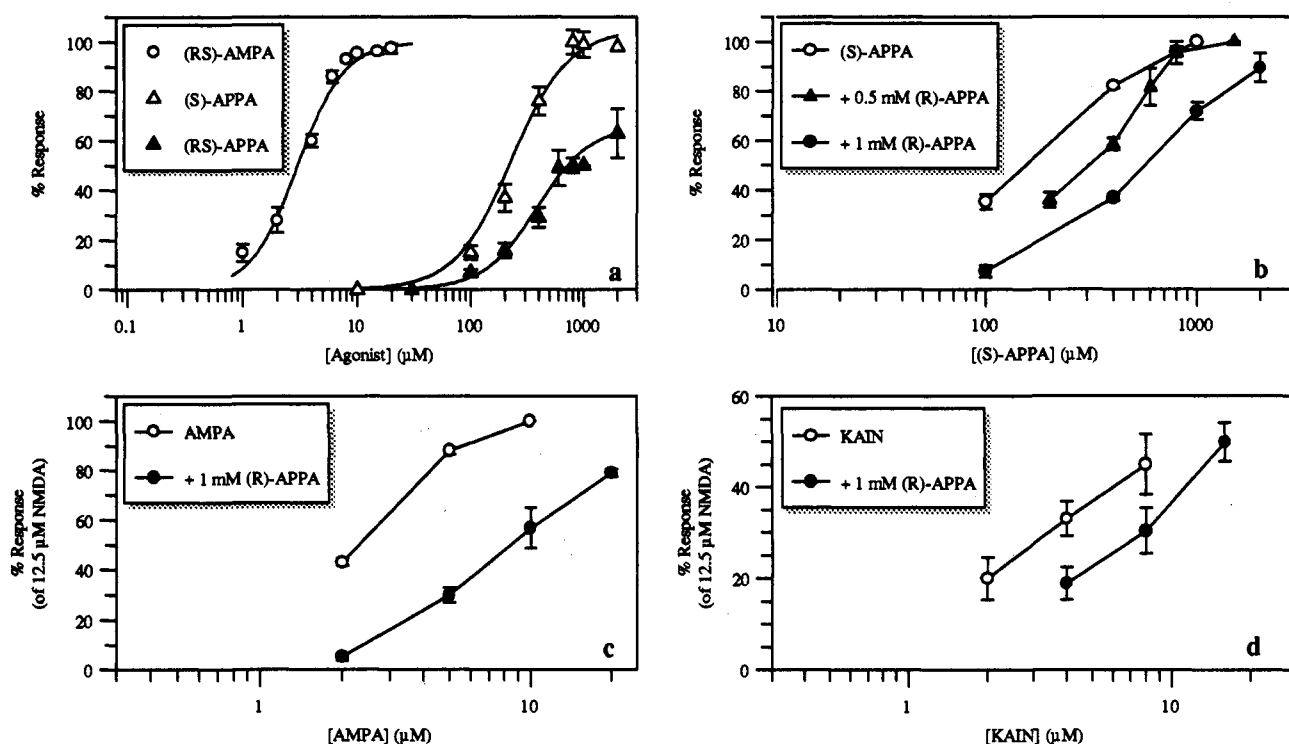 (RS)-AMPA
(S)-APPA
(RS)-APPA
% Response
100
80
60
40
20
0
0.1
1
10
100
1000
[Agonist] (µM)
a
(S)-APPA
+ 0.5 mM (R)-APPA
+ 1 mM (R)-APPA
% Response
100
80
60
40
20
0
10
100
1000
[(S)-APPA] (µM)
b
AMPA
+ 1 mM (R)-APPA
% Response
(of 12.5 µM NMDA)
100
80
60
40
20
0
1
10
[AMPA] (µM)
c
KAIN
+ 1 mM (R)-APPA
% Response
(of 12.5 µM NMDA)
60
40
20
0
1
10
[KAIN] (µM)
d